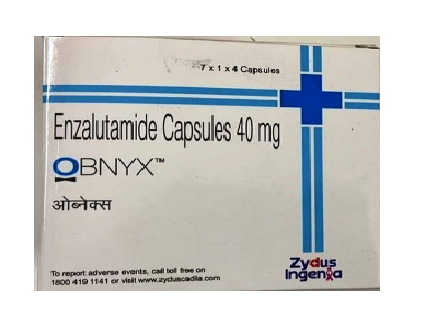 7 x 1 x 4 Capsules
Enzalutamide Capsules 40 mg
OBNYX™
ओब्नेक्स
Zydus
Ingenia
To report adverse events, call toll free on
1800 419 1141 or visit www.zyduscadila.com